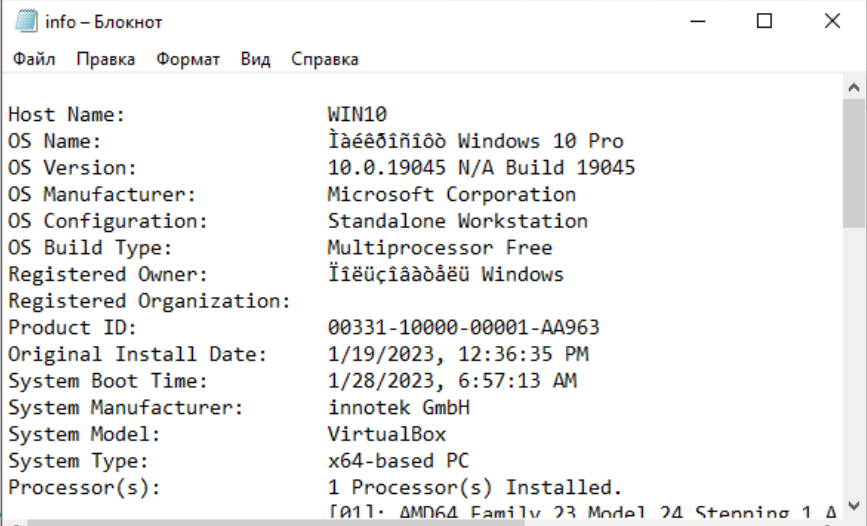 info – Блокнот
Файл Правка Формат Вид Справка
Host Name: WIN10
OS Name: Ìàéêðîñîôò Windows 10 Pro
OS Version: 10.0.19045 N/A Build 19045
OS Manufacturer: Microsoft Corporation
OS Configuration: Standalone Workstation
OS Build Type: Multiprocessor Free
Registered Owner: Ïîëüçîâàòåëü Windows
Registered Organization:
Product ID: 00331-10000-00001-AA963
Original Install Date: 1/19/2023, 12:36:35 PM
System Boot Time: 1/28/2023, 6:57:13 AM
System Manufacturer: innotek GmbH
System Model: VirtualBox
System Type: x64-based PC
Processor(s): 1 Processor(s) Installed.
[01]: AMD64 Family 23 Model 24 Stepping 1 A